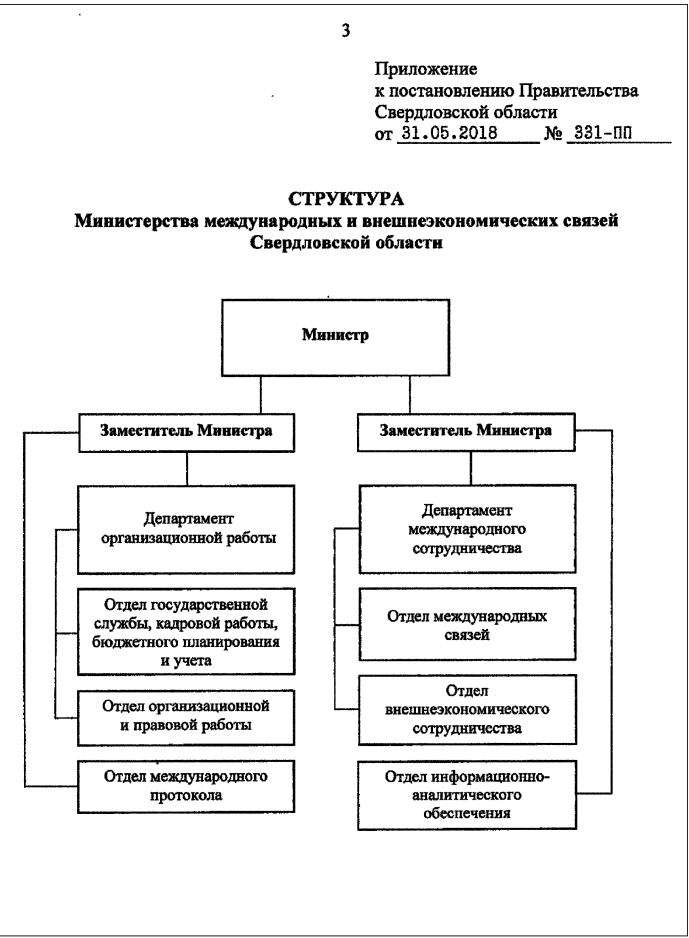 3
Приложение
к постановлению Правительства
Свердловской области
от 31.05.2018 № 331-ПП
СТРУКТУРА
Министерства международных и внешнеэкономических связей
Свердловской области
Министр
Заместитель Министра
Департамент
организационной работы
Отдел государственной
службы, кадровой работы,
бюджетного планирования
и учета
Отдел организационной
и правовой работы
Отдел международного
протокола
Заместитель Министра
Департамент
международного
сотрудничества
Отдел международных
связей
Отдел
внешнеэкономического
сотрудничества
Отдел информационно-
аналитического
обеспечения